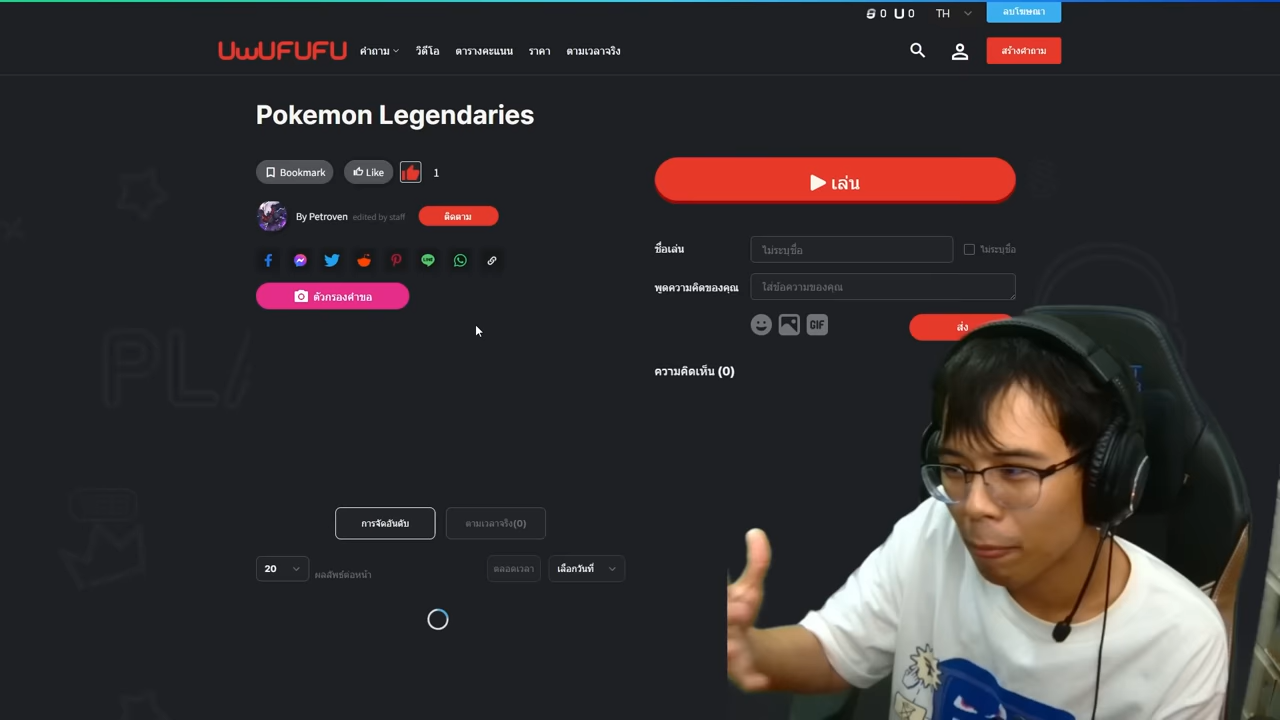 0 0 TH ลบโฆษณา
UwUFUFU คำถาม วิดีโอ ตารางคะแนน ราคา ตามเวลาจริง สร้างคำถาม
Pokemon Legendaries
Bookmark Like 1
By Petroven edited by staff ติดตาม
ตัวกรองคำขอ
เล่น
ชื่อเล่น ไม่ระบุชื่อ ไม่ระบุชื่อ
พูดความคิดของคุณ ใส่ข้อความของคุณ
GIF ส่ง
ความคิดเห็น (0)
การจัดอันดับ ตามเวลาจริง(0)
20 ผลลัพธ์ต่อหน้า ตลอดเวลา เลือกวันที่